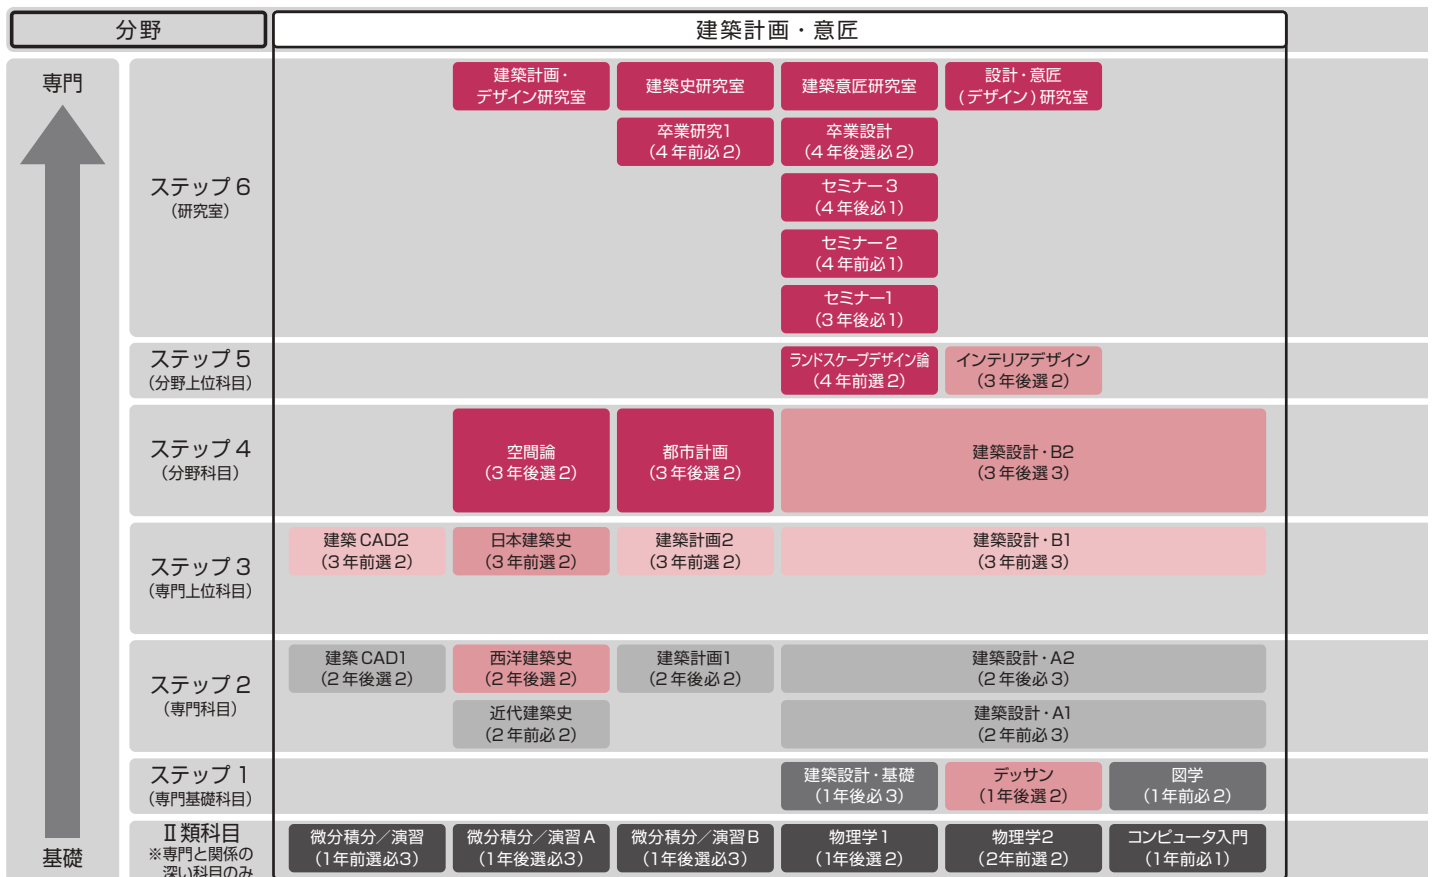 分野
建築計画・意匠
専門
基礎
ステップ6
(研究室)
建築計画・
デザイン研究室
建築史研究室
建築意匠研究室
設計・意匠
(デザイン)研究室
卒業研究1
(4年前必2)
卒業設計
(4年後選必2)
セミナー3
(4年後必1)
セミナー2
(4年前必1)
セミナー1
(3年後必1)
ステップ5
(分野上位科目)
ランドスケープデザイン論
(4年前選2)
インテリアデザイン
(3年後選2)
ステップ4
(分野科目)
空間論
(3年後選2)
都市計画
(3年後選2)
建築設計・B2
(3年後選3)
ステップ3
(専門上位科目)
建築CAD2
(3年前選2)
日本建築史
(3年前選2)
建築計画2
(3年前選2)
建築設計・B1
(3年前選3)
ステップ2
(専門科目)
建築CAD1
(2年後選2)
西洋建築史
(2年後選2)
建築計画1
(2年後必2)
建築設計・A2
(2年後必3)
近代建築史
(2年前必2)
建築設計・A1
(2年前必3)
ステップ1
(専門基礎科目)
建築設計・基礎
(1年後必3)
デッサン
(1年後選2)
図学
(1年前必2)
Ⅱ類科目
※専門と関係の
深い科目のみ
微分積分/演習
(1年前選必3)
微分積分/演習A
(1年後選必3)
微分積分/演習B
(1年後選必3)
物理学1
(1年後選2)
物理学2
(2年前選2)
コンピュータ入門
(1年前必1)